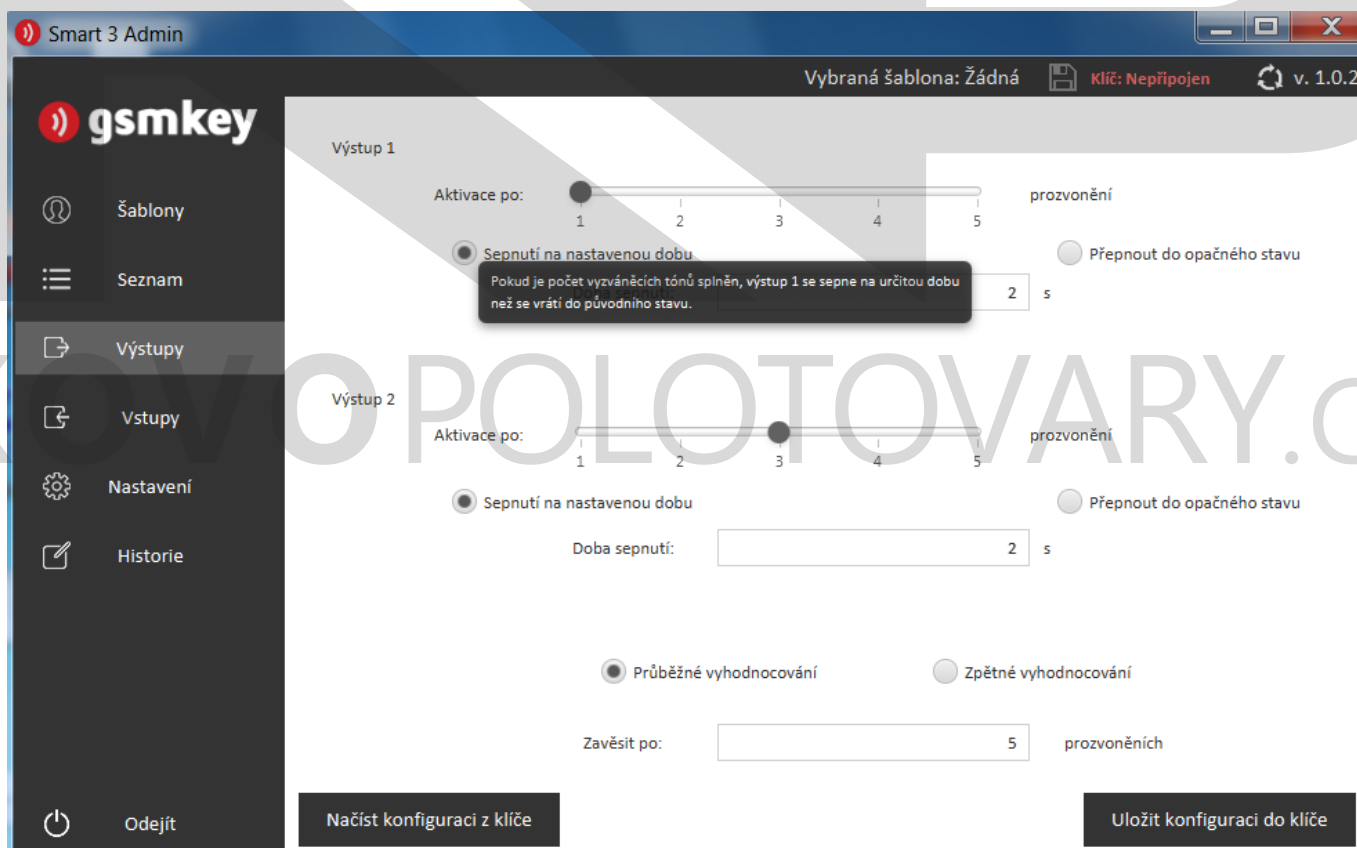 Smart 3 Admin
Vybraná šablona: Žádná Klíč: Nepřipojen v. 1.0.2
gsmkey
Šablony
Seznam
Výstupy
Vstupy
Nastavení
Historie
Odejít
Výstup 1
Aktivace po: prozvonění
1 2 3 4 5
Sepnutí na nastavenou dobu Přepnout do opačného stavu
Pokud je počet vyzváněcích tónů splněn, výstup 1 se sepne na určitou dobu
než se vrátí do původního stavu.
Doba sepnutí: 2 s
Výstup 2
Aktivace po: prozvonění
1 2 3 4 5
Sepnutí na nastavenou dobu Přepnout do opačného stavu
Doba sepnutí: 2 s
Průběžné vyhodnocování Zpětné vyhodnocování
Zavěsit po: 5 prozvoněních
Načíst konfiguraci z klíče Uložit konfiguraci do klíče
KOVOPOLOTOVARY.c